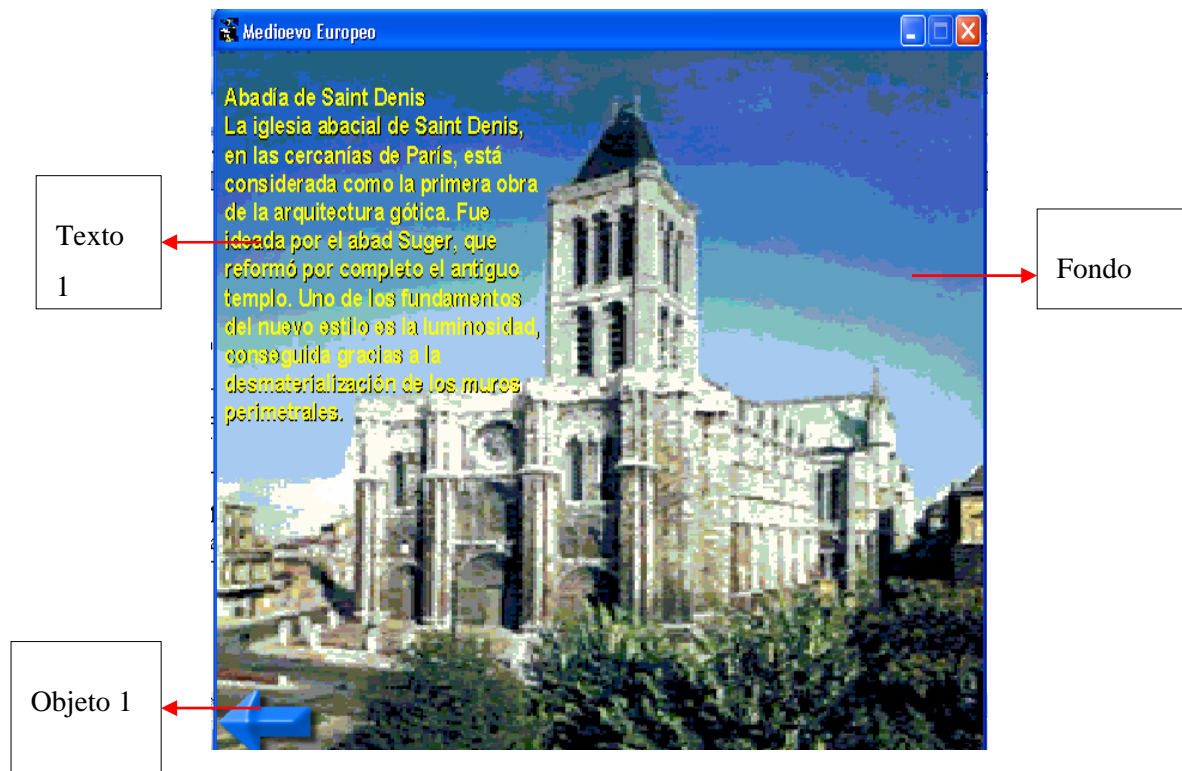 Medioevo Europeo
Abadía de Saint Denis
La iglesia abacial de Saint Denis,
en las cercanías de París, está
considerada como la primera obra
de la arquitectura gótica. Fue
ideada por el abad Suger, que
reformó por completo el antiguo
templo. Uno de los fundamentos
del nuevo estilo es la luminosidad,
conseguida gracias a la
desmaterialización de los muros
perimetrales.
Texto
1
Fondo
Objeto 1